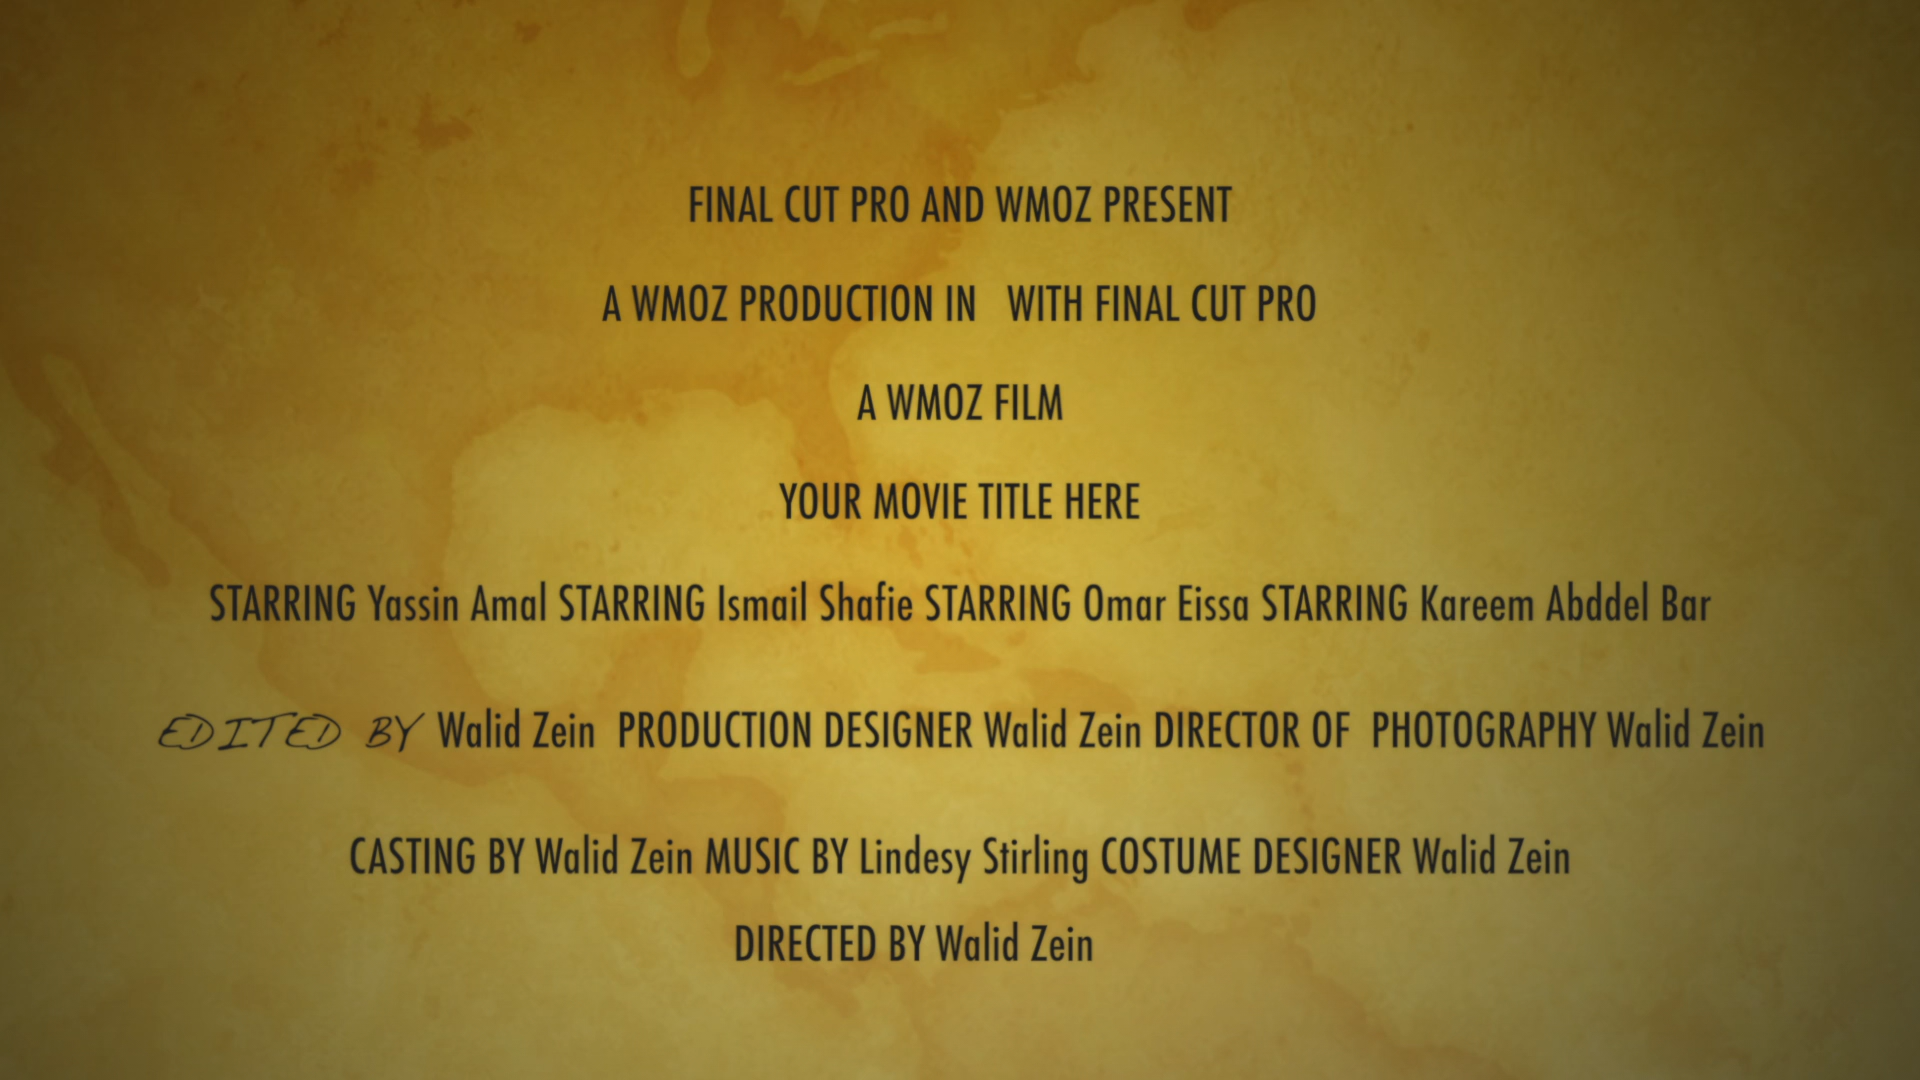 FINAL CUT PRO AND WMOZ PRESENT
A WMOZ PRODUCTION IN WITH FINAL CUT PRO
A WMOZ FILM
YOUR MOVIE TITLE HERE
STARRING Yassin Amal STARRING Ismail Shafie STARRING Omar Eissa STARRING Kareem Abddel Bar
EDITED BY Walid Zein PRODUCTION DESIGNER Walid Zein DIRECTOR OF PHOTOGRAPHY Walid Zein
CASTING BY Walid Zein MUSIC BY Lindesy Stirling COSTUME DESIGNER Walid Zein
DIRECTED BY Walid Zein